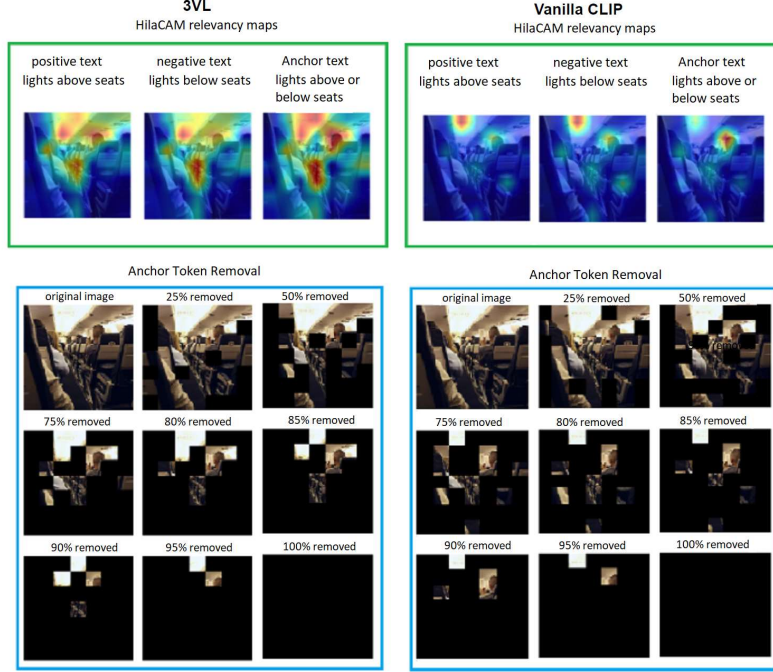 3VL
HilaCAM relevancy maps
positive text
lights above seats
negative text
lights below seats
Anchor text
lights above or
below seats
Anchor Token Removal
original image
25% removed
50% removed
75% removed
80% removed
85% removed
90% removed
95% removed
100% removed
Vanilla CLIP
HilaCAM relevancy maps
positive text
lights above seats
negative text
lights below seats
Anchor text
lights above or
below seats
Anchor Token Removal
original image
25% removed
50% removed
75% removed
80% removed
85% removed
90% removed
95% removed
100% removed